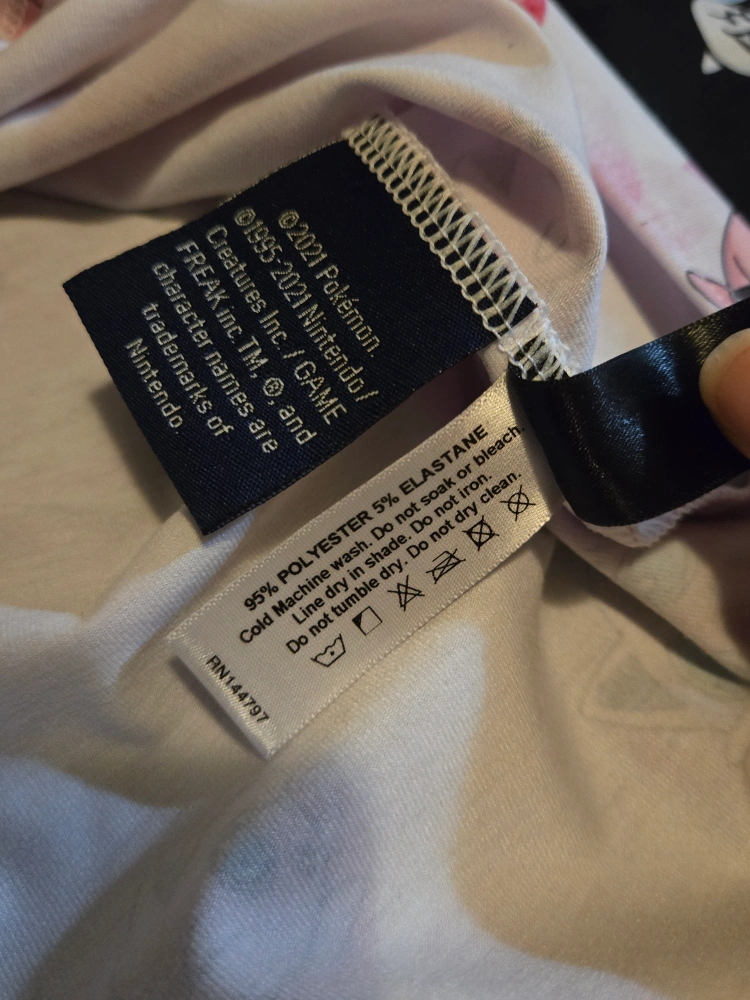 ©2021 Pokémon.
©1995-2021 Nintendo/
Creatures Inc./ GAME
FREAK inc. TM, ®, and
character names are
trademarks of
Nintendo.
95% POLYESTER 5% ELASTANE
Cold Machine wash. Do not soak or bleach.
Line dry in shade. Do not iron.
Do not tumble dry. Do not dry clean.
RN144797